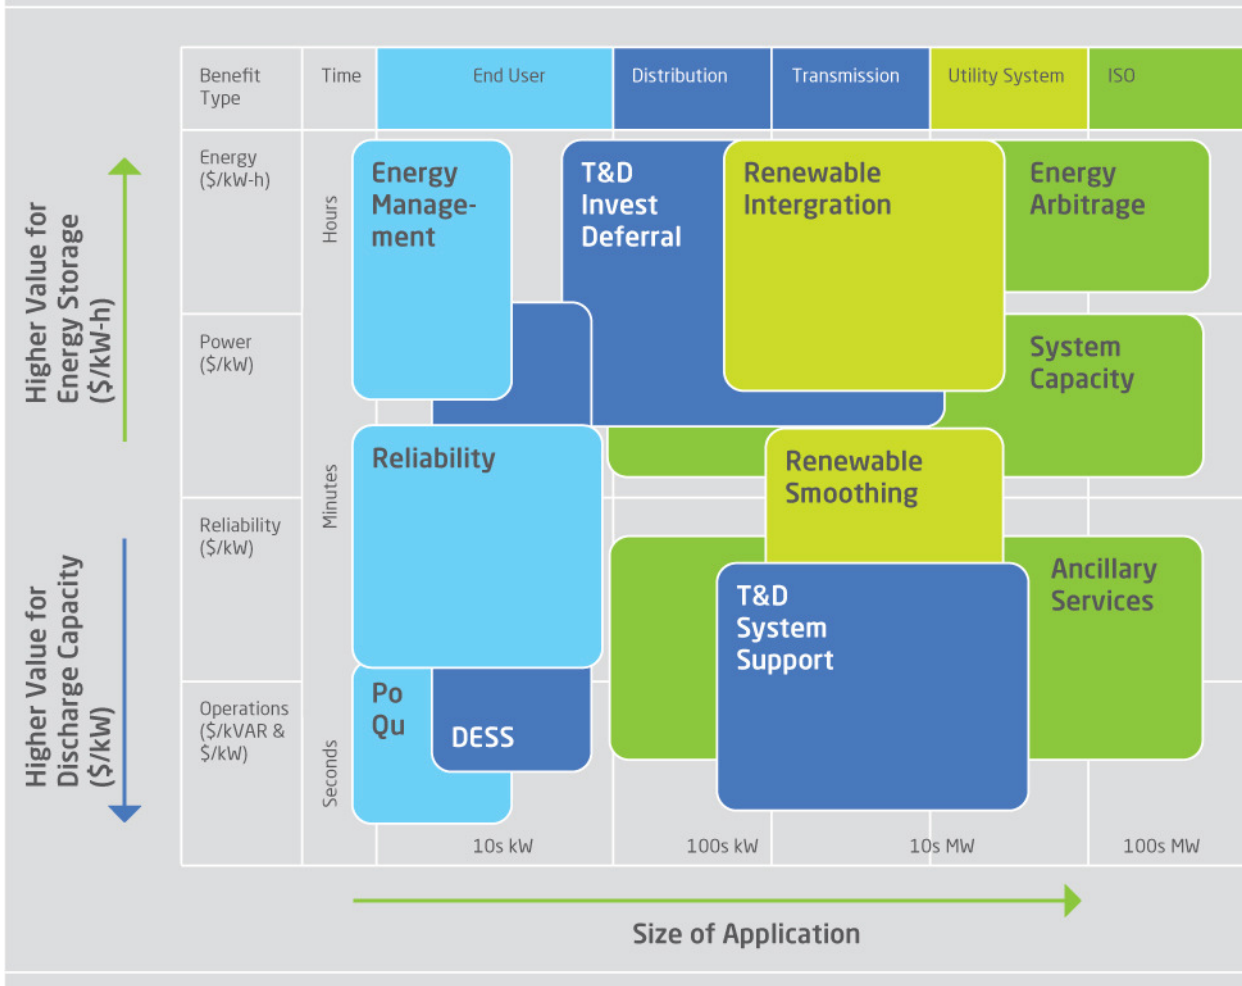 Benefit
Type
Time
End User
Distribution
Transmission
Utility System
ISO
Higher Value for
Energy Storage
($/kW-h)
Higher Value for
Discharge Capacity
($/kW)
Energy
($/kW-h)
Power
($/kW)
Reliability
($/kW)
Operations
($/kVAR &
$/kW)
Hours
Minutes
Seconds
Energy
Manage-
ment
T&D
Invest
Deferral
Renewable
Intergration
Energy
Arbitrage
System
Capacity
Reliability
Renewable
Smoothing
Ancillary
Services
T&D
System
Support
Po
Qu
DESS
10s kW
100s kW
10s MW
100s MW
Size of Application